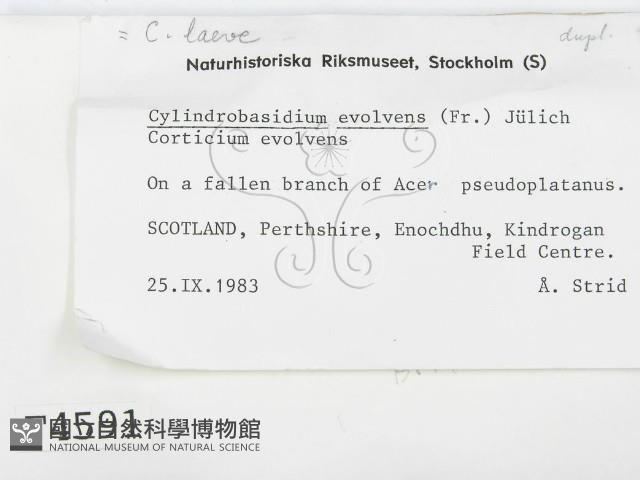 = C. laeve
dupl.
Naturhistoriska Riksmuseet, Stockholm (S)
Cylindrobasidium evolvens (Fr.) Jülich
Corticium evolvens
On a fallen branch of Acer pseudoplatanus.
SCOTLAND, Perthshire, Enochdhu, Kindrogan
Field Centre.
25.IX.1983 Å. Strid
4591
國立自然科學博物館
NATIONAL MUSEUM OF NATURAL SCIENCE